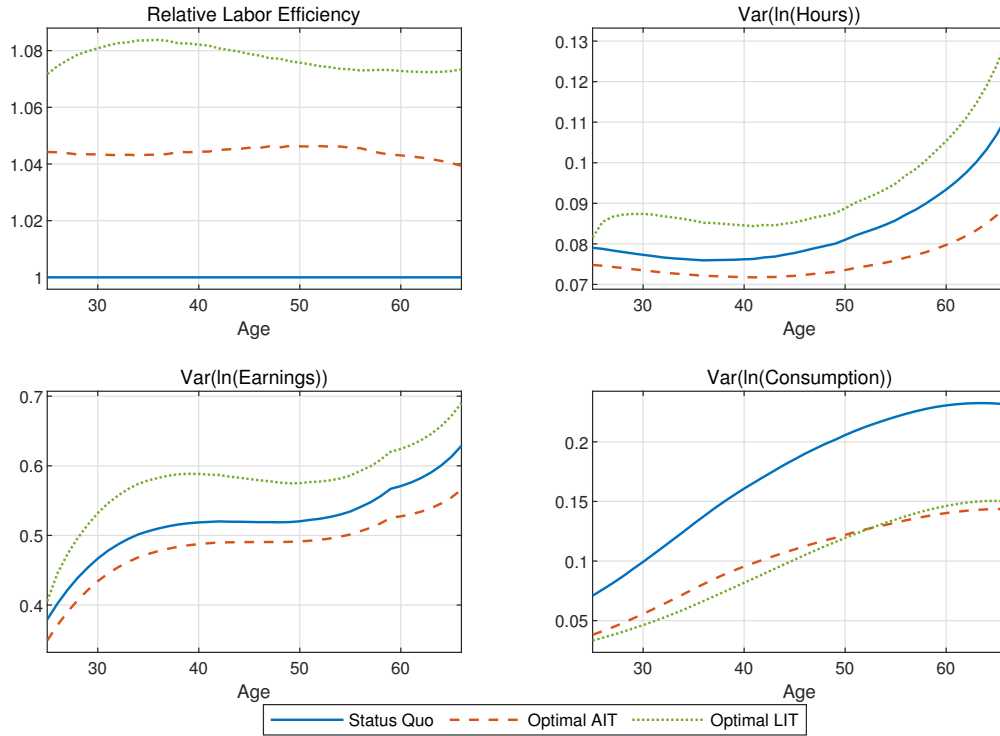 Relative Labor Efficiency
1.08
1.06
1.04
1.02
1
30 40 50 60
Age
Var(ln(Hours))
0.13
0.12
0.11
0.1
0.09
0.08
0.07
30 40 50 60
Age
Var(ln(Earnings))
0.7
0.6
0.5
0.4
30 40 50 60
Age
Var(ln(Consumption))
0.2
0.15
0.1
0.05
30 40 50 60
Age
Status Quo Optimal AIT Optimal LIT